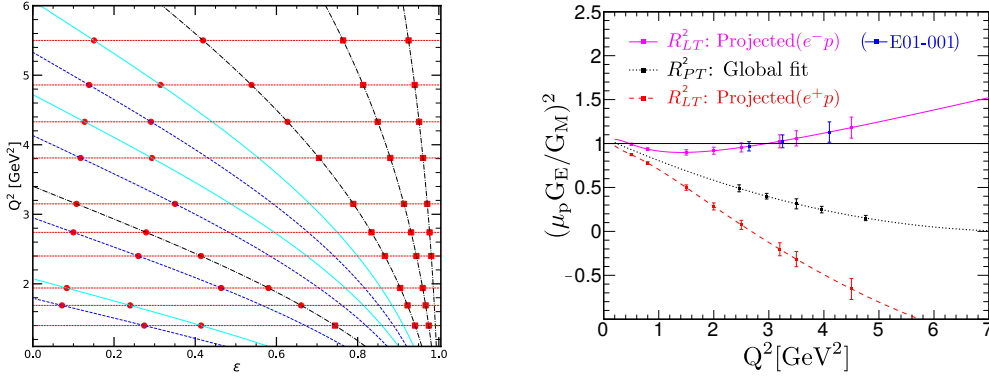 6
5
4
3
2
Q² [GeV²]
0.0 0.2 0.4 0.6 0.8 1.0
ε
2.5
2
1.5
1
0.5
0
−0.5
(μₚG_E/G_M)²
R²_LT: Projected(e⁻p) (E01-001)
R²_PT: Global fit
R²_LT: Projected(e⁺p)
0 1 2 3 4 5 6 7
Q²[GeV²]